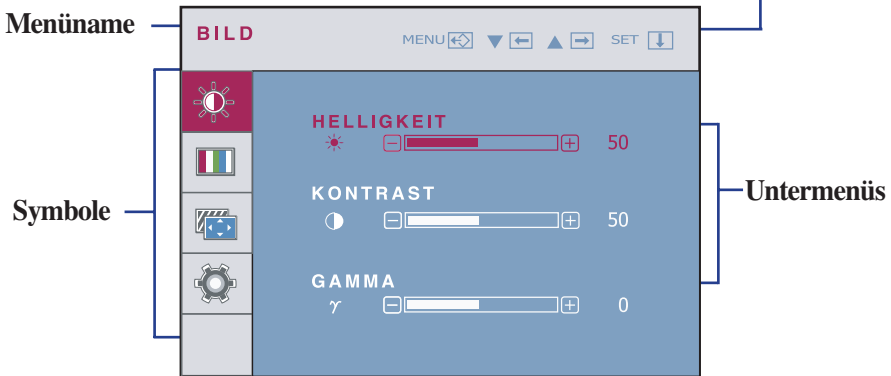 Menüname
BILD
MENU ▼ ▲ SET
HELLIGKEIT
50
KONTRAST
50
GAMMA
γ 0
Symbole
Untermenüs